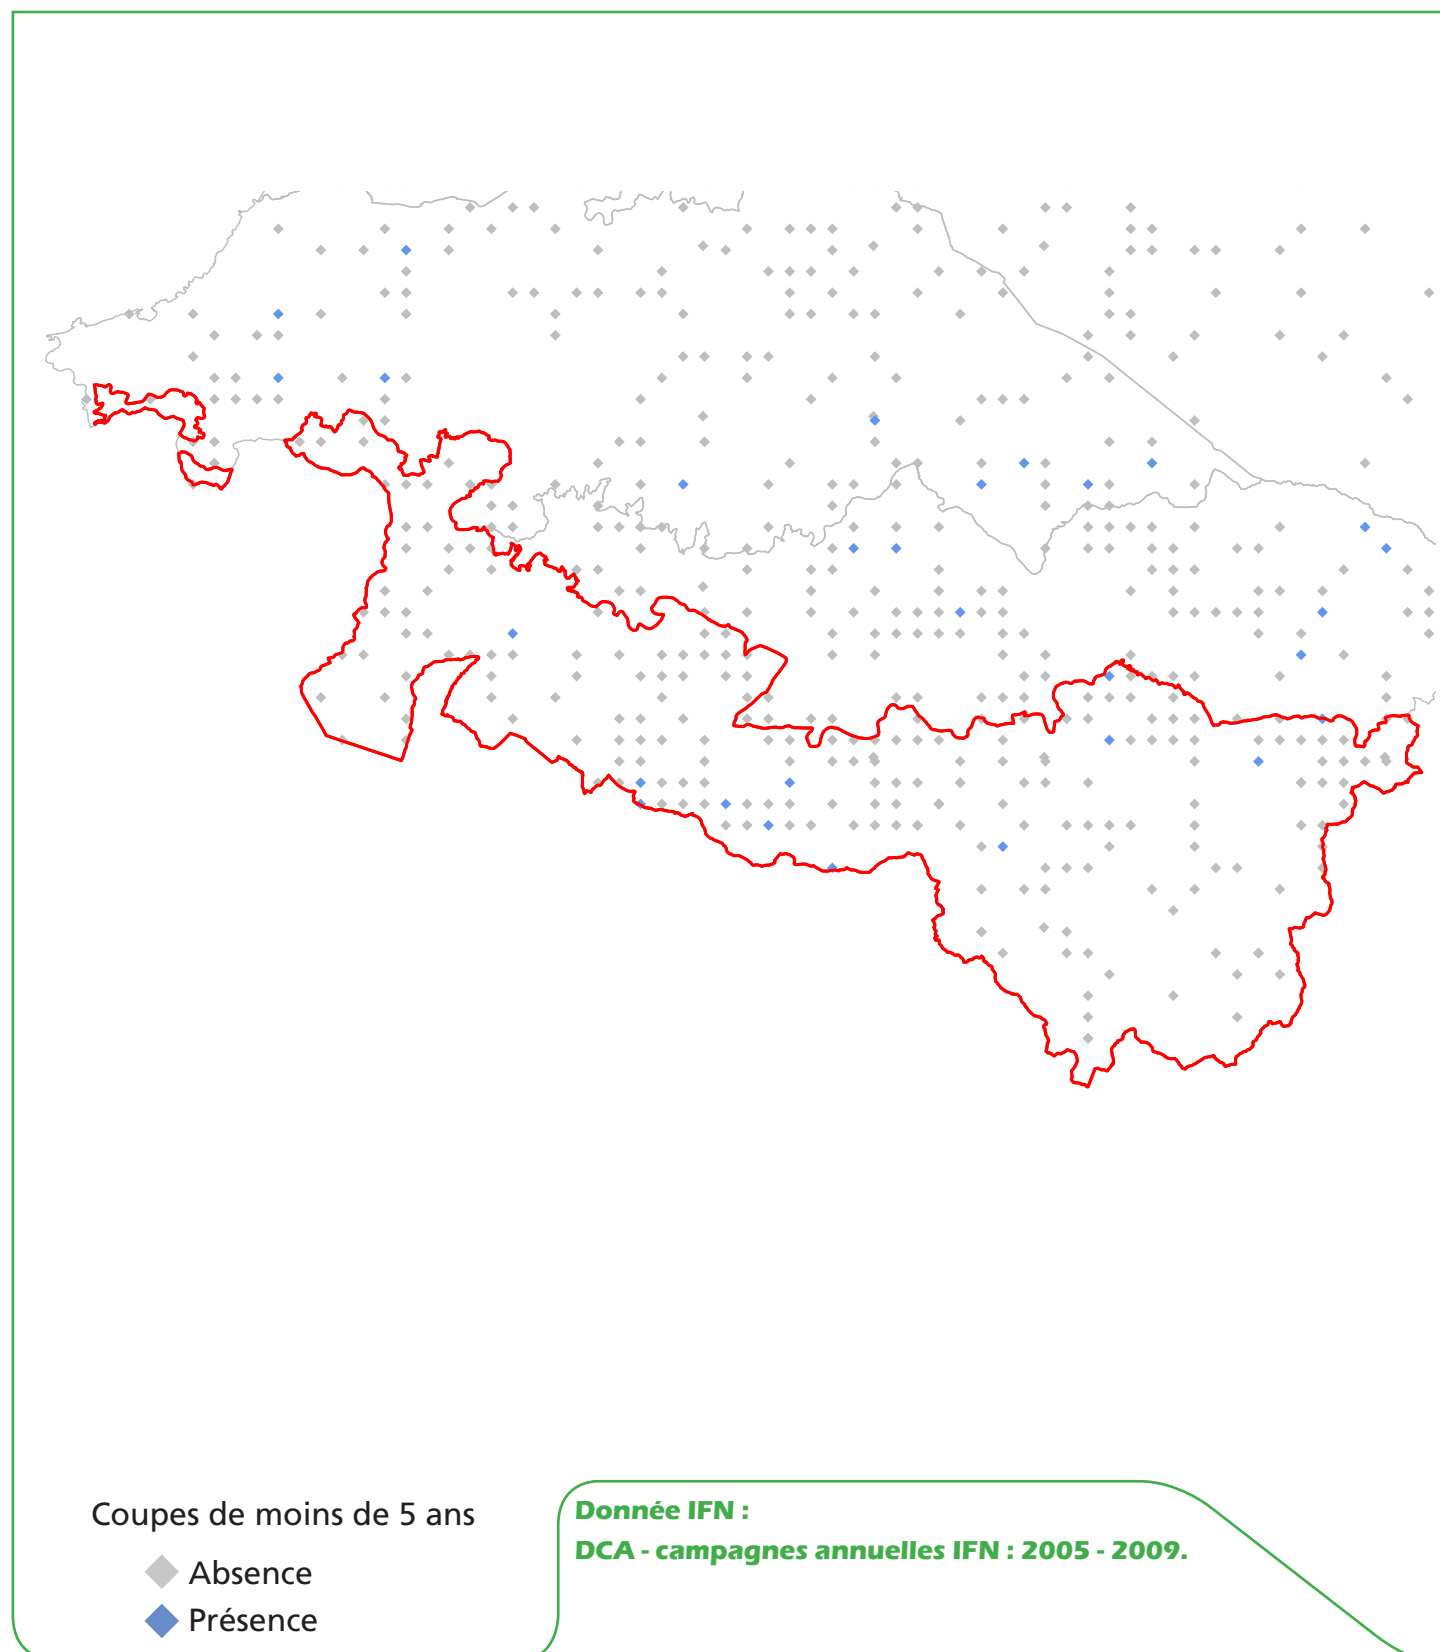 Coupes de moins de 5 ans
Absence
Présence
Donnée IFN :
DCA - campagnes annuelles IFN : 2005 - 2009.